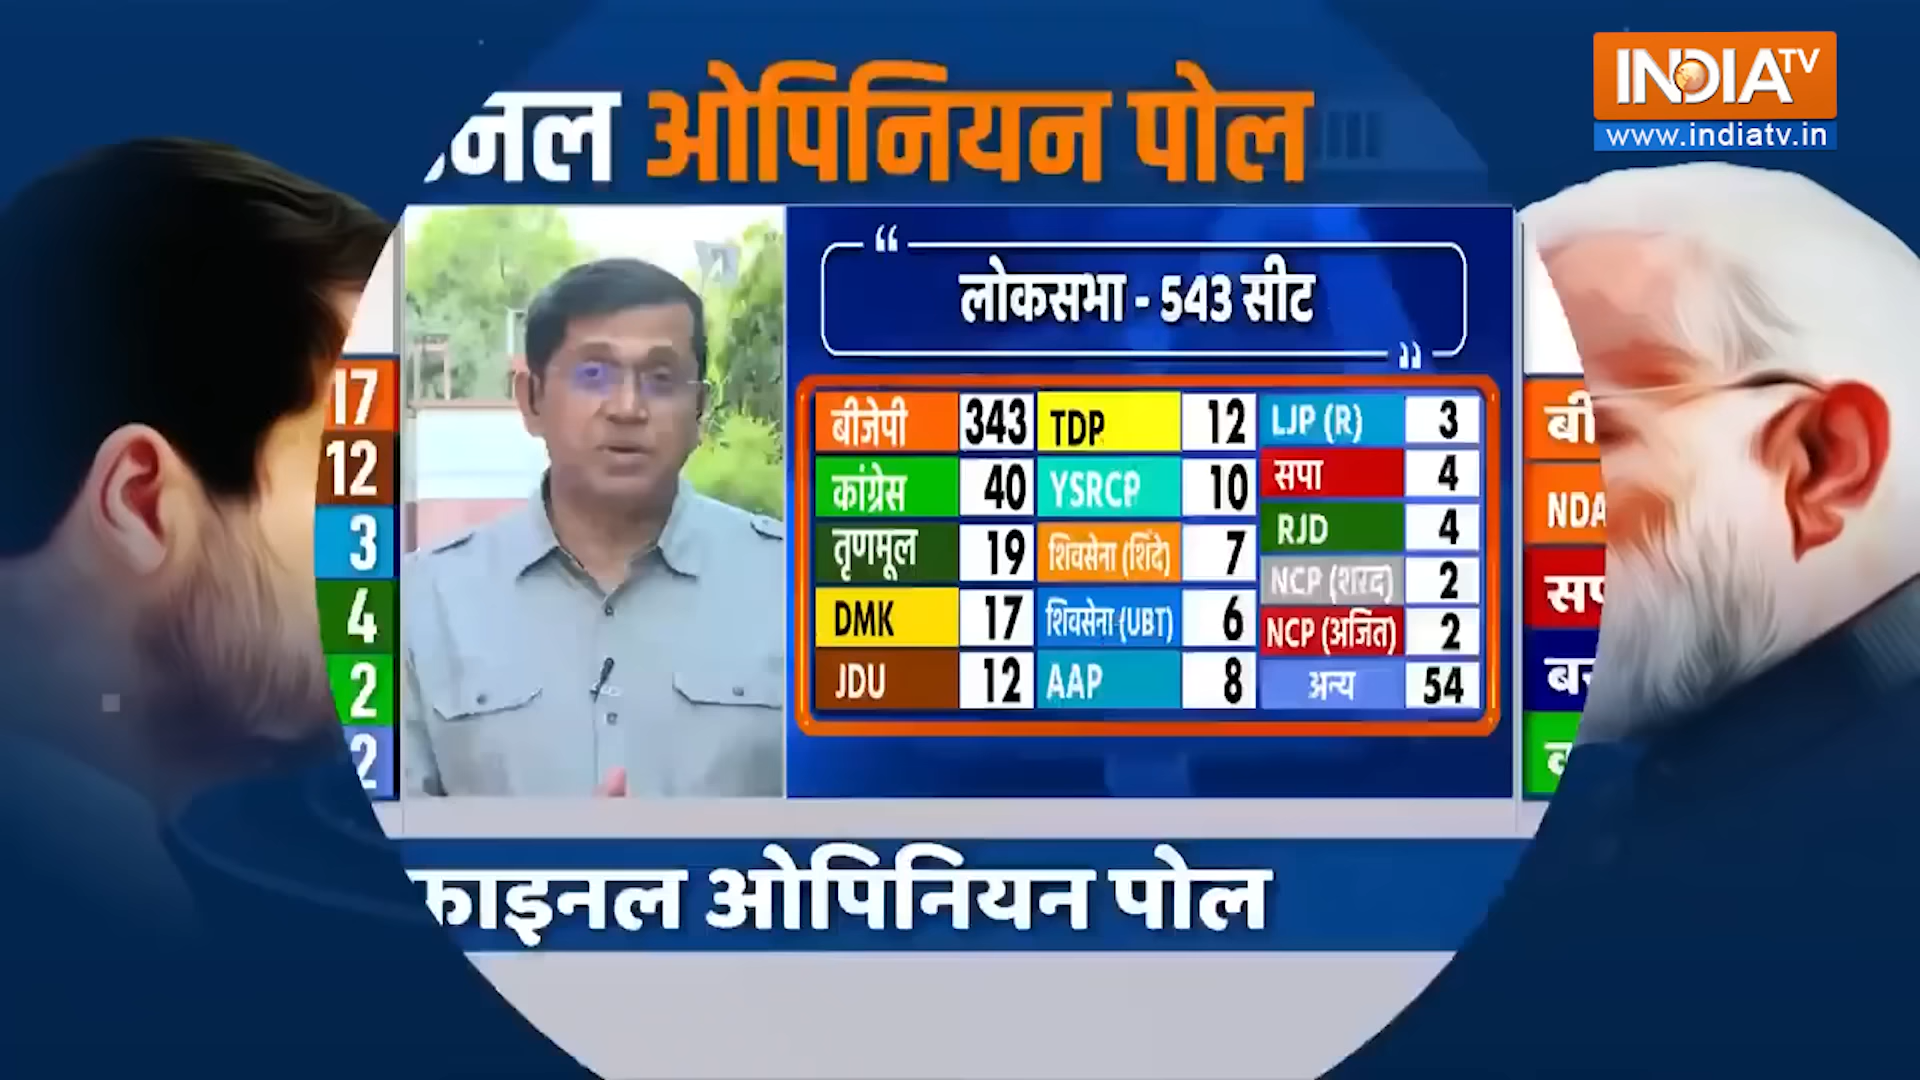 INDIA TV
www.indiatv.in
ओपिनियन पोल
लोकसभा - 543 सीट
बीजेपी 343 TDP 12 LJP (R) 3
कांग्रेस 40 YSRCP 10 सपा 4
तृणमूल 19 शिवसेना (शिंदे) 7 RJD 4
DMK 17 शिवसेना (UBT) 6 NCP (शरद) 2
JDU 12 AAP 8 NCP (अजित) 2
अन्य 54
17
12
3
4
2
2
NDA
फाइनल ओपिनियन पोल